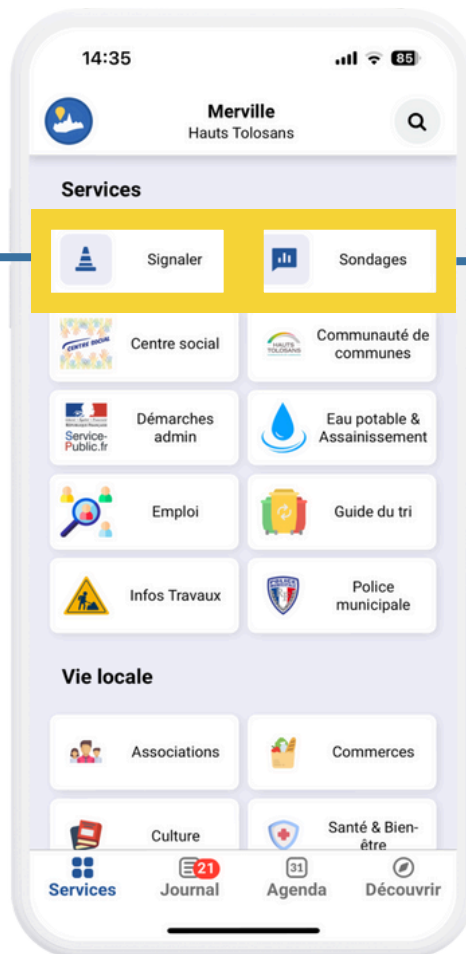 14:35
85
Merville
Hauts Tolosans
Services
Signaler
Sondages
CENTRE SOCIAL
Centre social
HAUTS
TOLOSANS
Communauté de
communes
Service-
Public.fr
Démarches
admin
Eau potable &
Assainissement
Emploi
Guide du tri
Infos Travaux
POLICE
Police
municipale
Vie locale
Associations
Commerces
Culture
Santé & Bien-
être
21
31
Services
Journal
Agenda
Découvrir